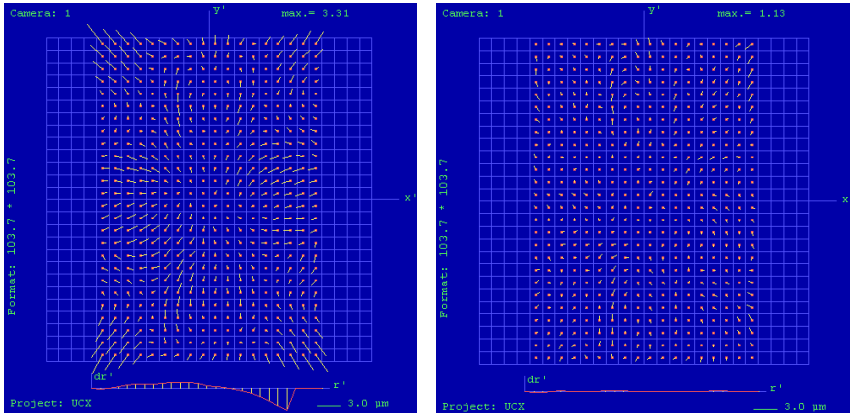 Camera: 1
y'
max.= 3.31
x'
Format: 103.7 * 103.7
dr'
r'
Project: UCX
3.0 µm
Camera: 1
y'
max.= 1.13
x
Format: 103.7 * 103.7
dr'
r'
Project: UCX
3.0 µm